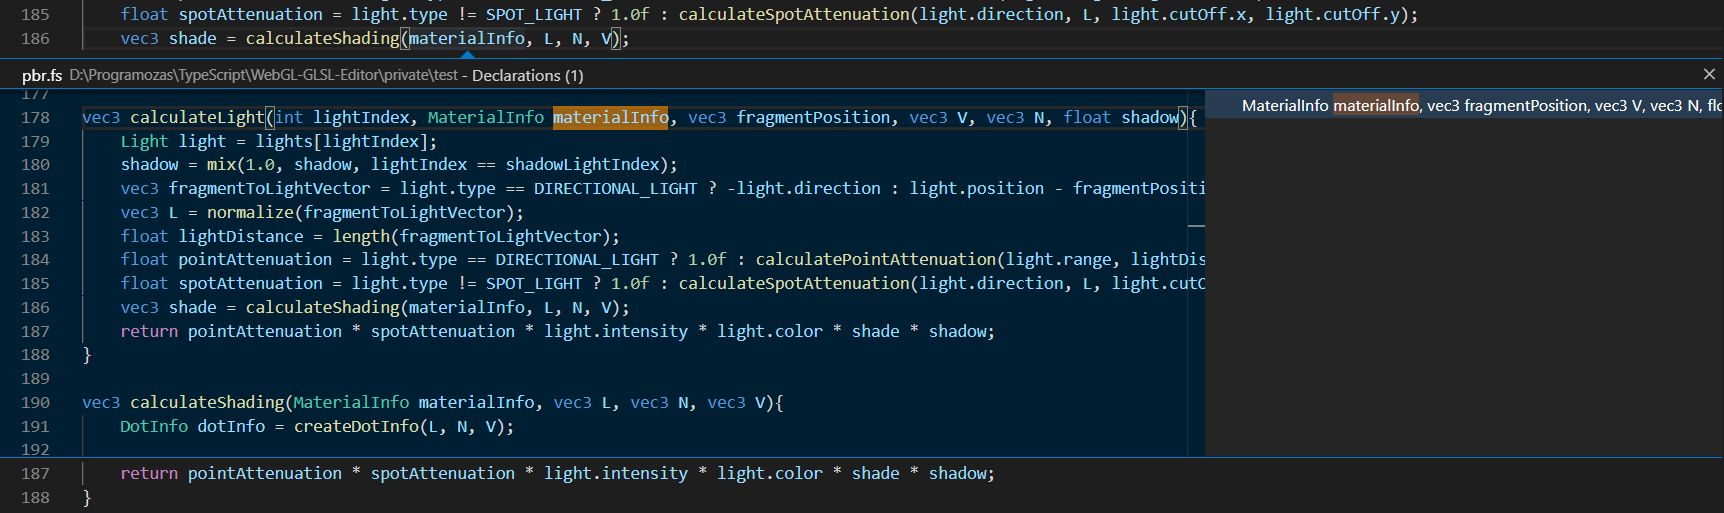 185 float spotAttenuation = light.type != SPOT_LIGHT ? 1.0f : calculateSpotAttenuation(light.direction, L, light.cutOff.x, light.cutOff.y);
186 vec3 shade = calculateShading(materialInfo, L, N, V);
pbr.fs D:\Programozas\TypeScript\WebGL-GLSL-Editor\private\test - Declarations (1)
177
178 vec3 calculateLight(int lightIndex, MaterialInfo materialInfo, vec3 fragmentPosition, vec3 V, vec3 N, float shadow){
MaterialInfo materialInfo, vec3 fragmentPosition, vec3 V, vec3 N, flo
179 Light light = lights[lightIndex];
180 shadow = mix(1.0, shadow, lightIndex == shadowLightIndex);
181 vec3 fragmentToLightVector = light.type == DIRECTIONAL_LIGHT ? -light.direction : light.position - fragmentPositi
182 vec3 L = normalize(fragmentToLightVector);
183 float lightDistance = length(fragmentToLightVector);
184 float pointAttenuation = light.type == DIRECTIONAL_LIGHT ? 1.0f : calculatePointAttenuation(light.range, lightDis
185 float spotAttenuation = light.type != SPOT_LIGHT ? 1.0f : calculateSpotAttenuation(light.direction, L, light.cutO
186 vec3 shade = calculateShading(materialInfo, L, N, V);
187 return pointAttenuation * spotAttenuation * light.intensity * light.color * shade * shadow;
188 }
189
190 vec3 calculateShading(MaterialInfo materialInfo, vec3 L, vec3 N, vec3 V){
191 DotInfo dotInfo = createDotInfo(L, N, V);
192
187 return pointAttenuation * spotAttenuation * light.intensity * light.color * shade * shadow;
188 }